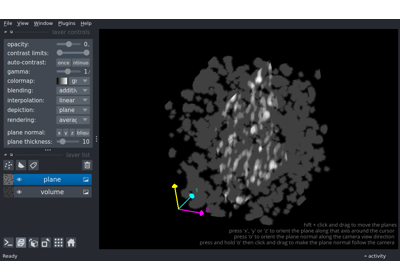 File View Window Plugins Help
layer controls
opacity: 0.
contrast limits:
auto-contrast: once
gamma: 1.
colormap: gr
blending: additiv
interpolation: linear
depiction: plane
rendering: averag
plane normal: x y z
plane thickness: 10
layer list
plane
volume
shift + click and drag to move the plane
press 'x', 'y' or 'z' to orient the plane along that axis around the cursor
press 'o' to orient the plane normal along the camera view direction
press and hold 'o' then click and drag to make the plane normal follow the camera
Ready
activity